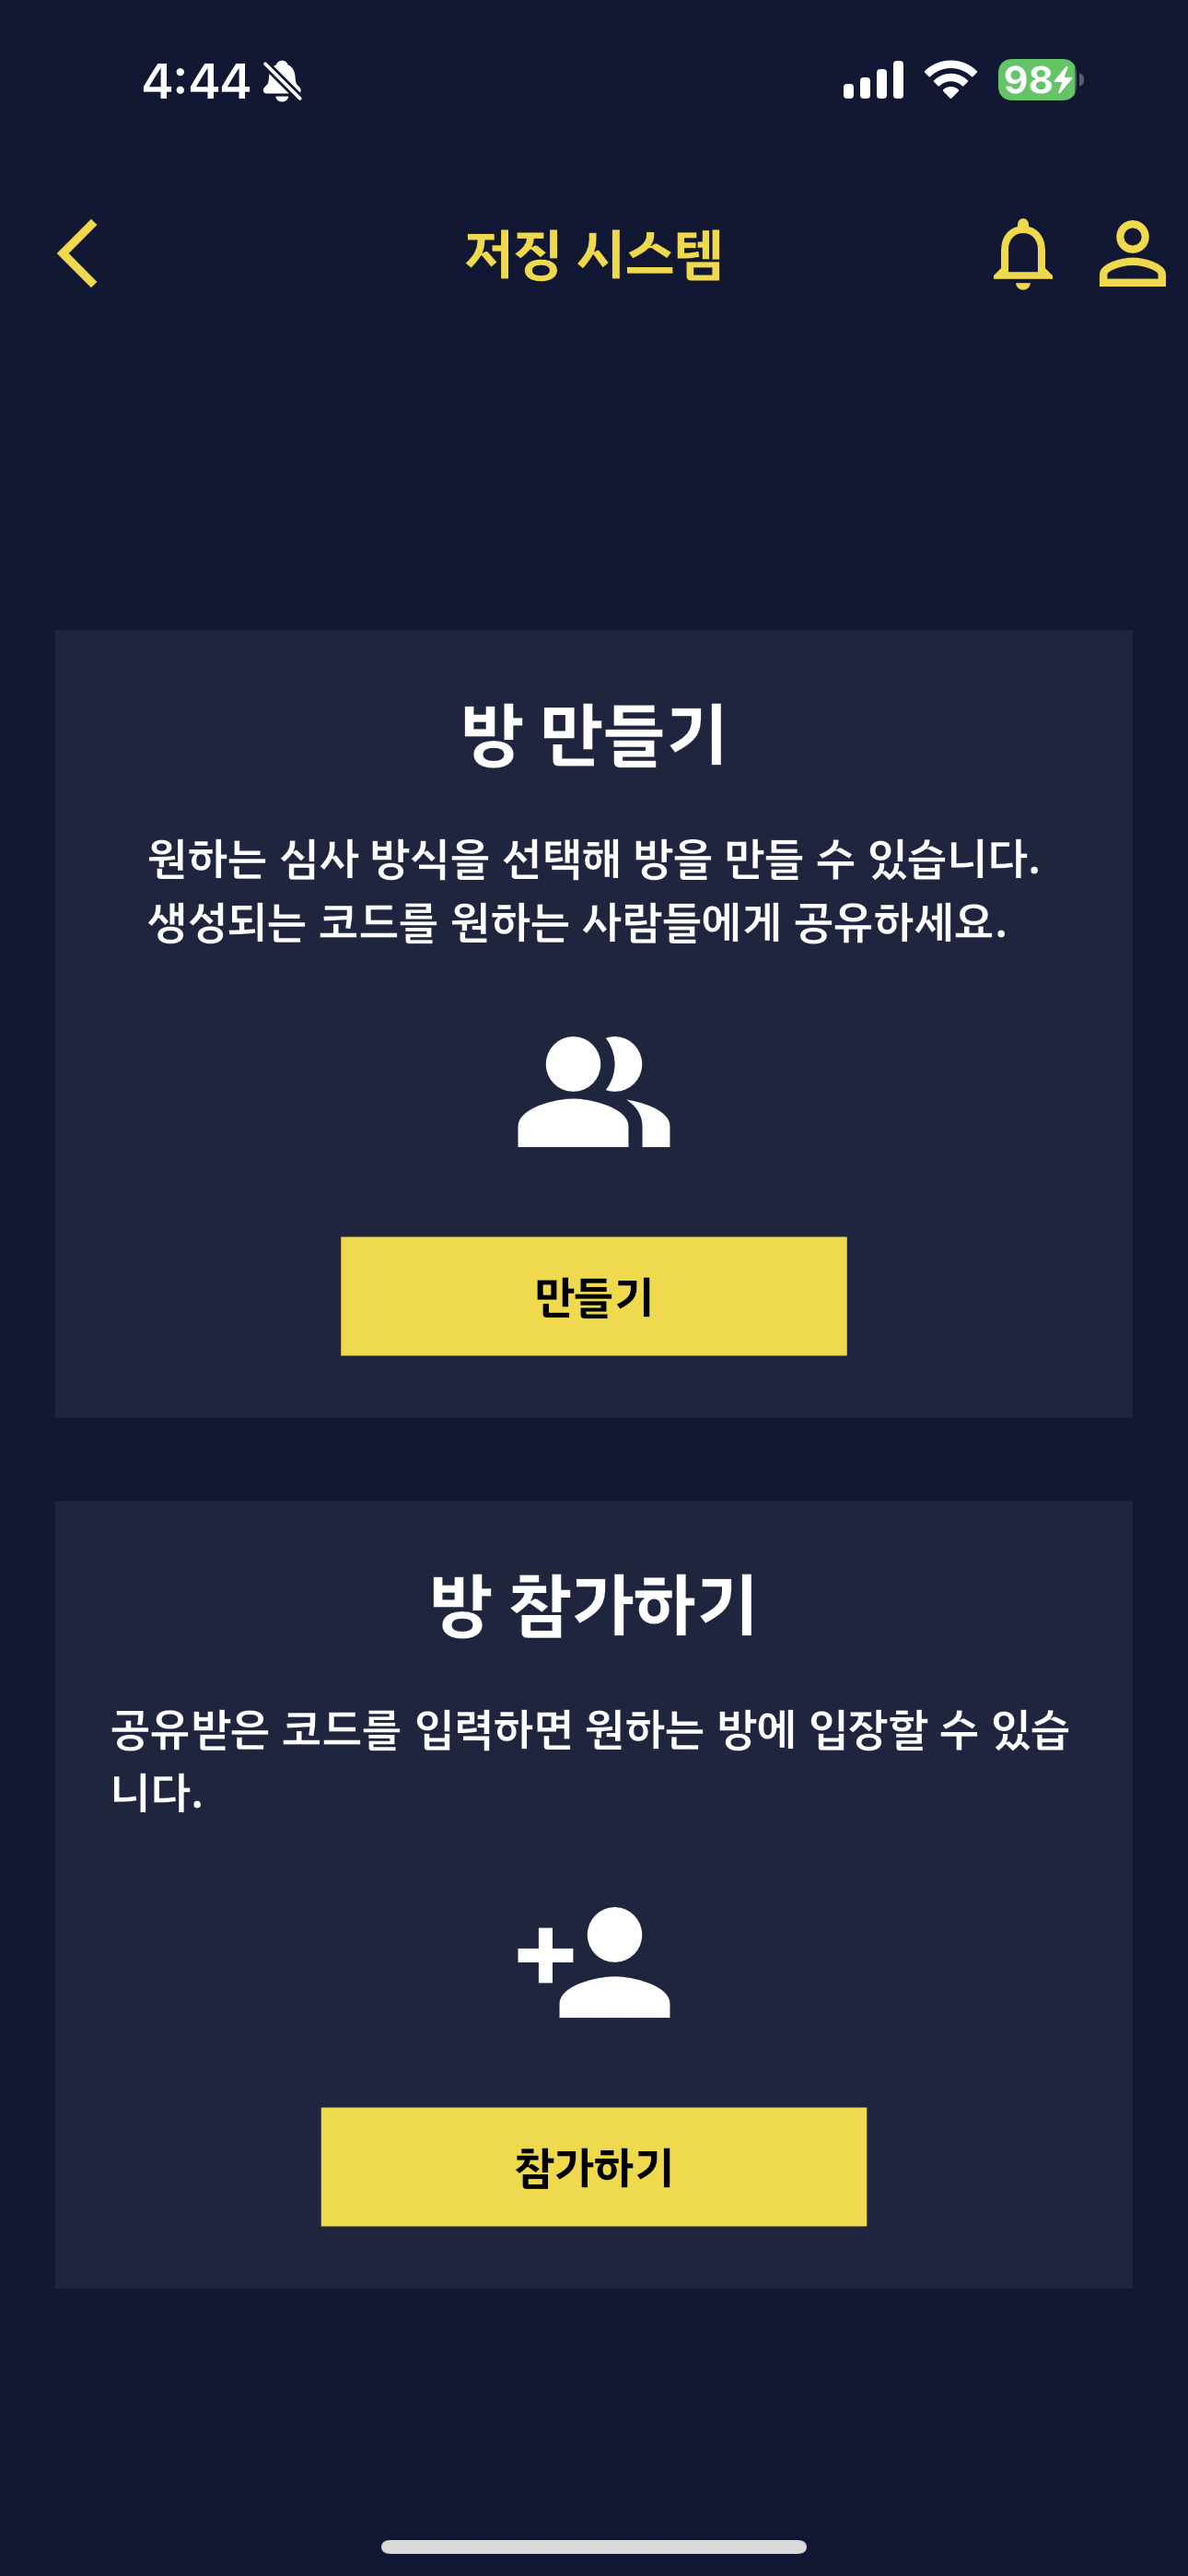 4:44
98
저징 시스템
방 만들기
원하는 심사 방식을 선택해 방을 만들 수 있습니다.
생성되는 코드를 원하는 사람들에게 공유하세요.
만들기
방 참가하기
공유받은 코드를 입력하면 원하는 방에 입장할 수 있습
니다.
참가하기